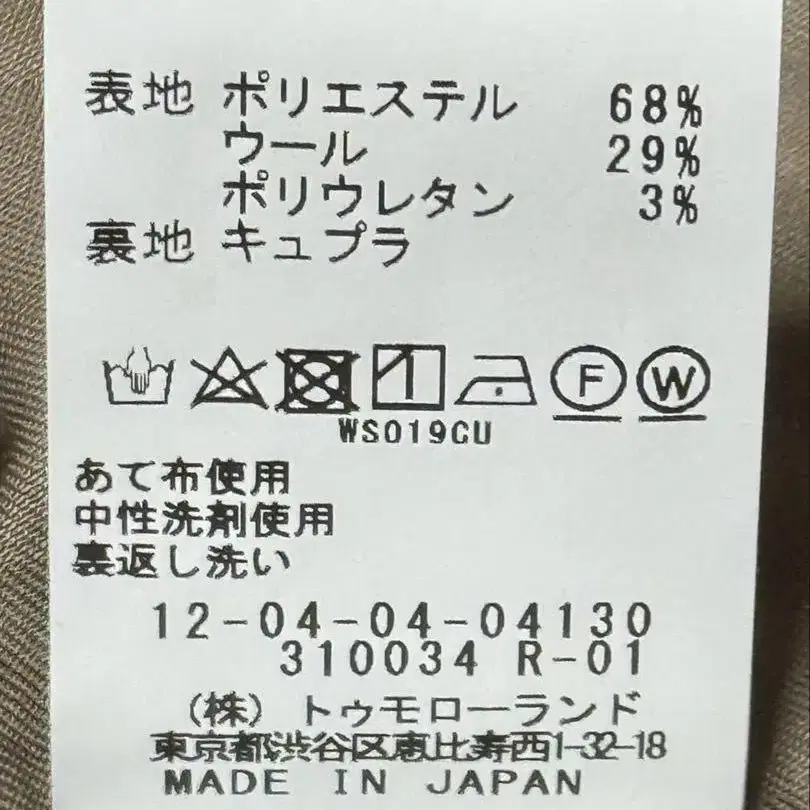 表地 ポリエステル 68%
ウール 29%
ポリウレタン 3%
裏地 キュプラ
F W
WS019CU
あて布使用
中性洗剤使用
裏返し洗い
12-04-04-04130
310034 R-01
(株) トゥモローランド
東京都渋谷区恵比寿西1-32-18
MADE IN JAPAN